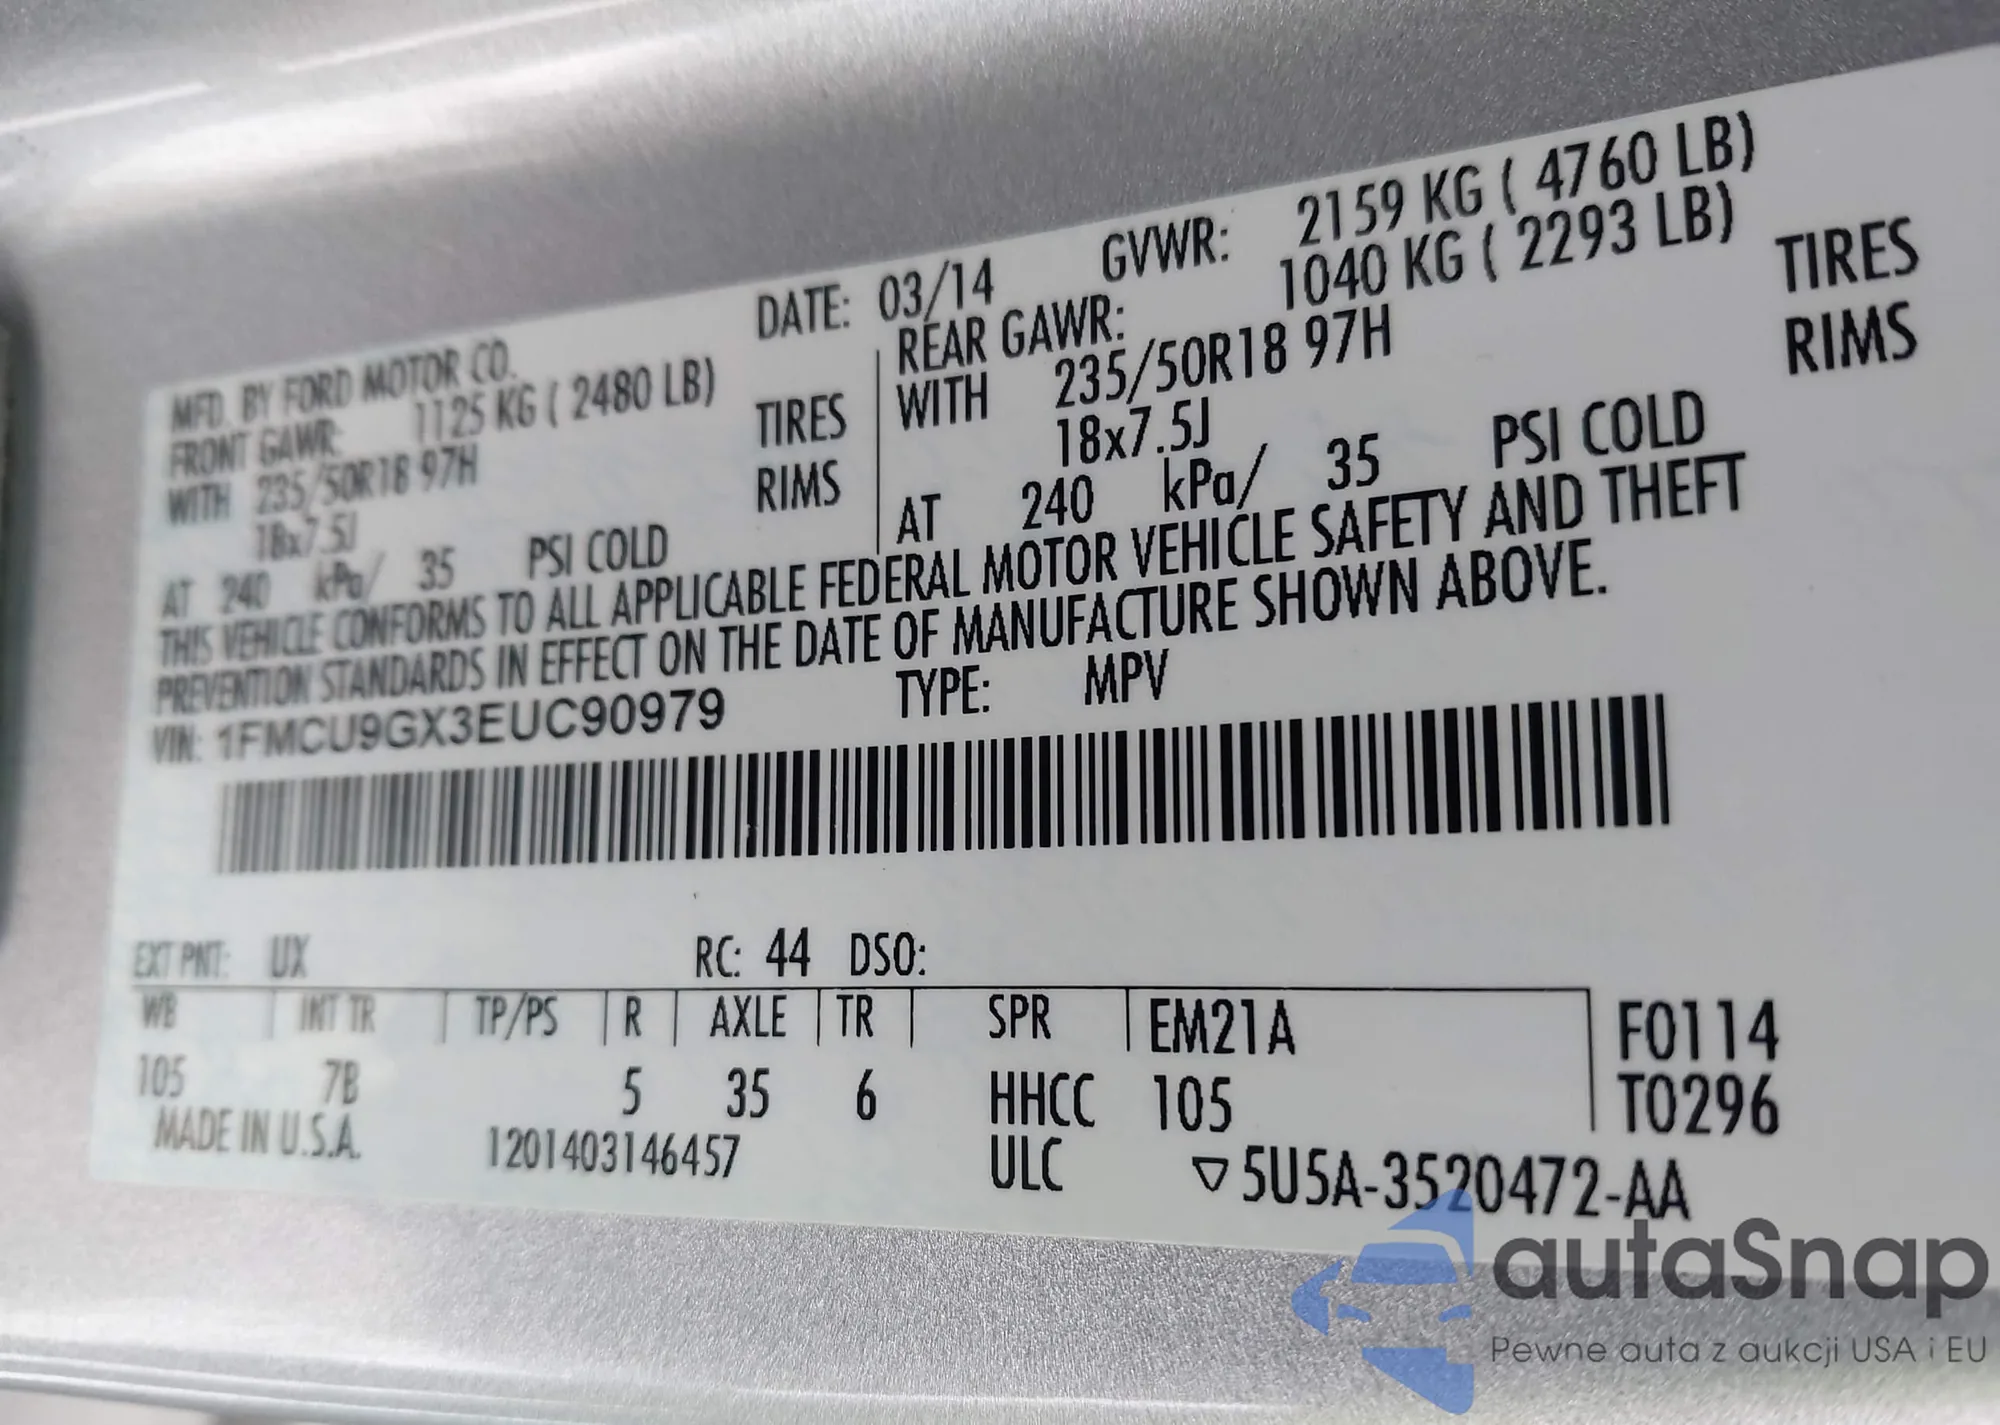 MFD. BY FORD MOTOR CO. DATE: 03/14 GVWR: 2159 KG ( 4760 LB)
FRONT GAWR: 1125 KG ( 2480 LB) REAR GAWR: 1040 KG ( 2293 LB)
WITH 235/50R18 97H TIRES WITH 235/50R18 97H TIRES
18x7.5J RIMS 18x7.5J RIMS
AT 240 kPa/ 35 PSI COLD AT 240 kPa/ 35 PSI COLD
THIS VEHICLE CONFORMS TO ALL APPLICABLE FEDERAL MOTOR VEHICLE SAFETY AND THEFT
PREVENTION STANDARDS IN EFFECT ON THE DATE OF MANUFACTURE SHOWN ABOVE.
VIN: 1FMCU9GX3EUC90979 TYPE: MPV
EXT PNT: UX RC: 44 DSO:
WB INT TR TP/PS R AXLE TR SPR EM21A F0114
105 7B 5 35 6 HHCC 105 T0296
MADE IN U.S.A. 1201403146457 ULC ▽5U5A-3520472-AA
autaSnap
Pewne auta z aukcji USA i EU